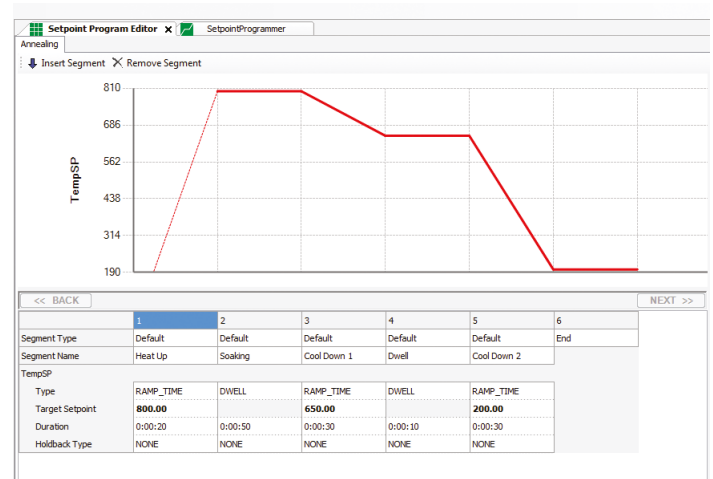 Setpoint Program Editor X SetpointProgrammer
Annealing
Insert Segment Remove Segment
810
686
562
438
314
190
TempSP
<< BACK NEXT >>
1 2 3 4 5 6
Segment Type Default Default Default Default Default End
Segment Name Heat Up Soaking Cool Down 1 Dwell Cool Down 2
TempSP
Type RAMP_TIME DWELL RAMP_TIME DWELL RAMP_TIME
Target Setpoint 800.00 650.00 200.00
Duration 0:00:20 0:00:50 0:00:30 0:00:10 0:00:30
Holdback Type NONE NONE NONE NONE NONE